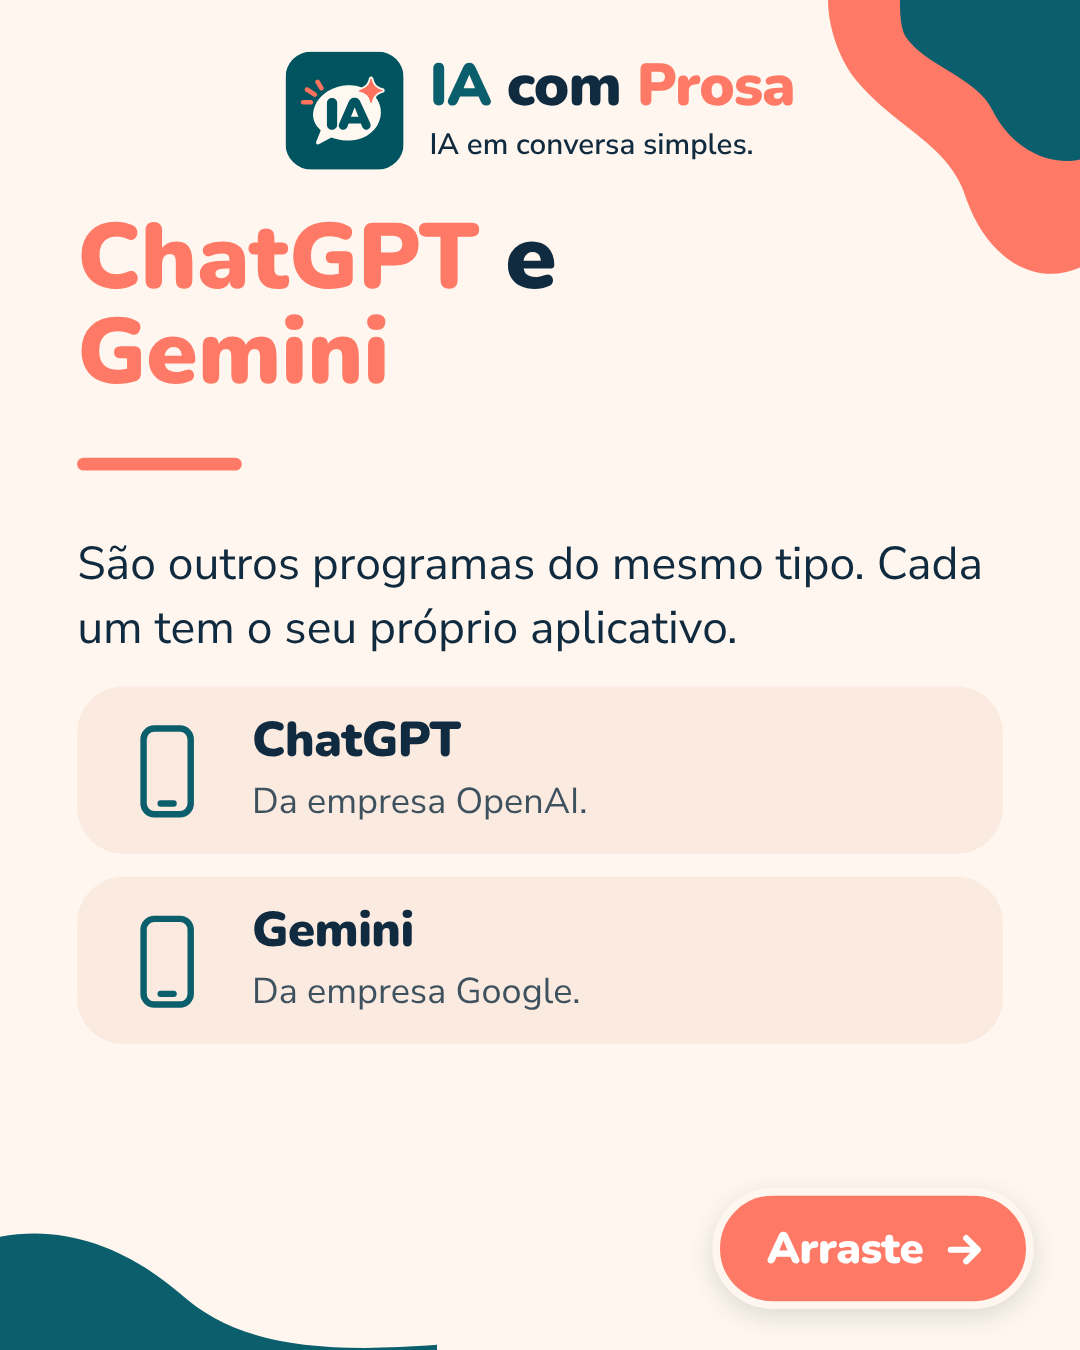 IA
IA com Prosa
IA em conversa simples.
ChatGPT e
Gemini
São outros programas do mesmo tipo. Cada
um tem o seu próprio aplicativo.
ChatGPT
Da empresa OpenAI.
Gemini
Da empresa Google.
Arraste →